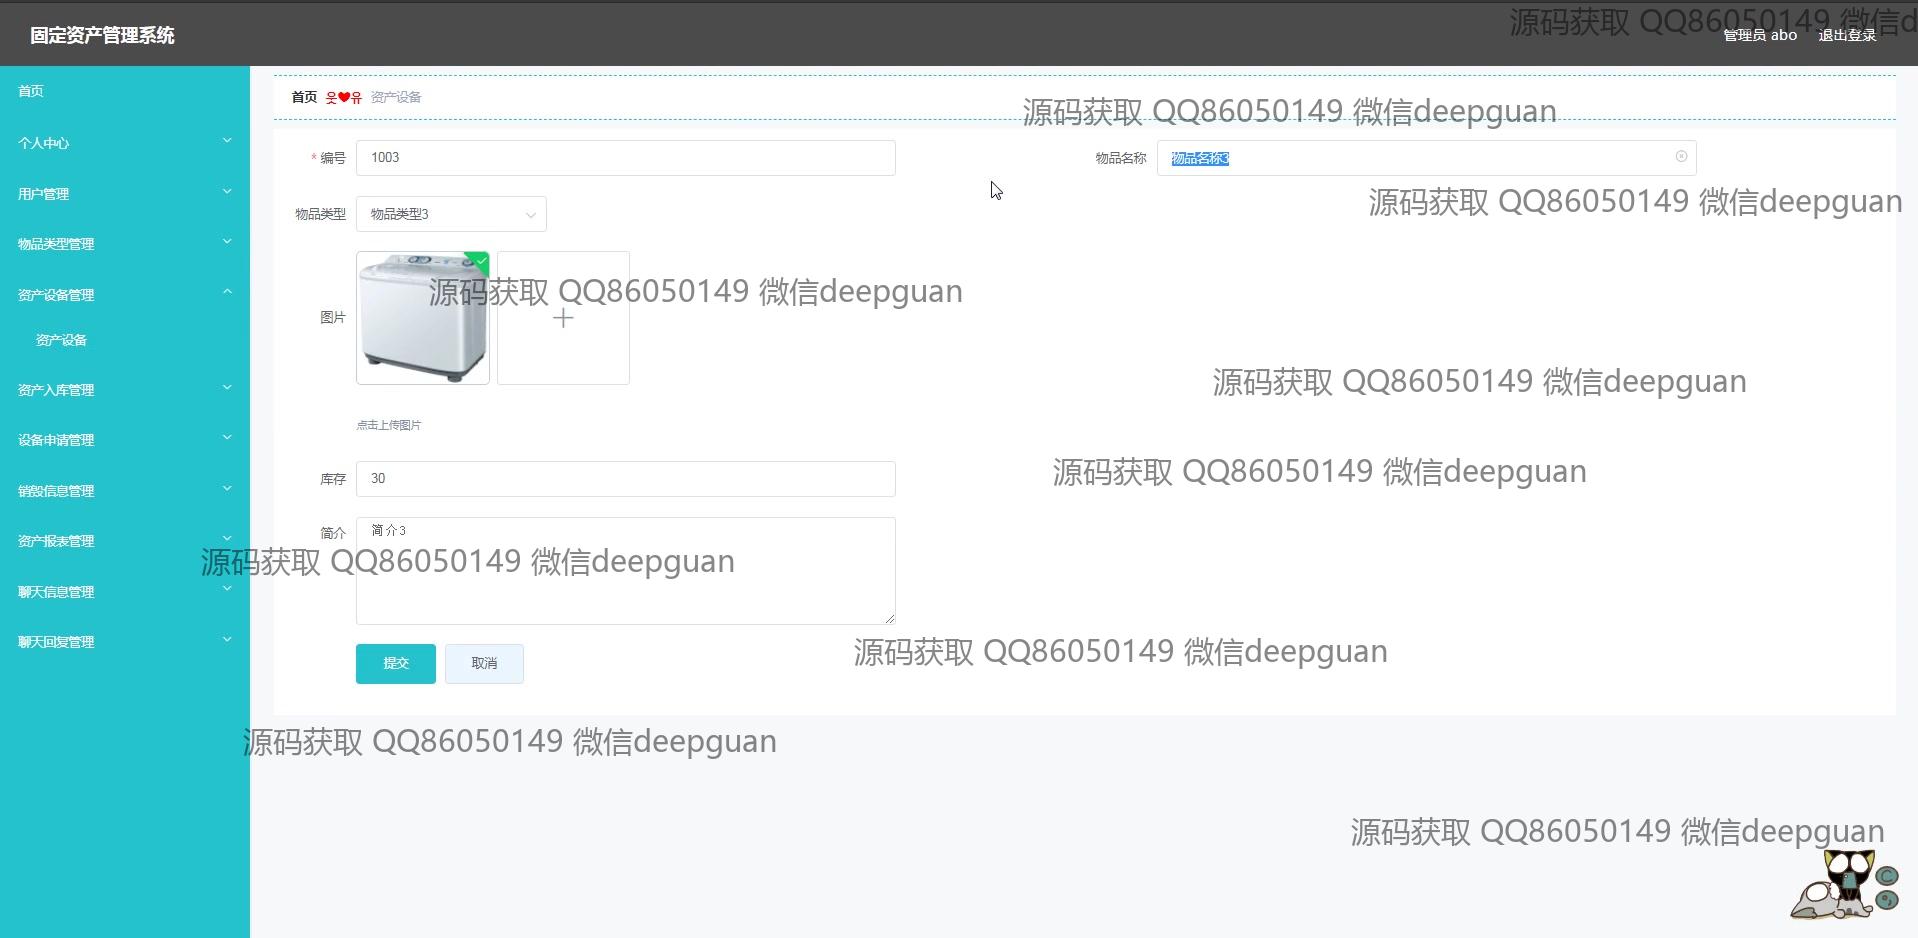 固定资产管理系统
源码获取 QQ86050149 微信d
管理员 abo 退出登录
首页
个人中心
用户管理
物品类型管理
资产设备管理
资产设备
资产入库管理
设备申请管理
销毁信息管理
资产报表管理
聊天信息管理
聊天回复管理
首页 웃❤유 资产设备
源码获取 QQ86050149 微信deepguan
* 编号 1003
物品名称 物品名称3
源码获取 QQ86050149 微信deepguan
物品类型 物品类型3
图片
源码获取 QQ86050149 微信deepguan
源码获取 QQ86050149 微信deepguan
点击上传图片
源码获取 QQ86050149 微信deepguan
库存 30
简介 简介3
源码获取 QQ86050149 微信deepguan
源码获取 QQ86050149 微信deepguan
提交 取消
源码获取 QQ86050149 微信deepguan
源码获取 QQ86050149 微信deepguan